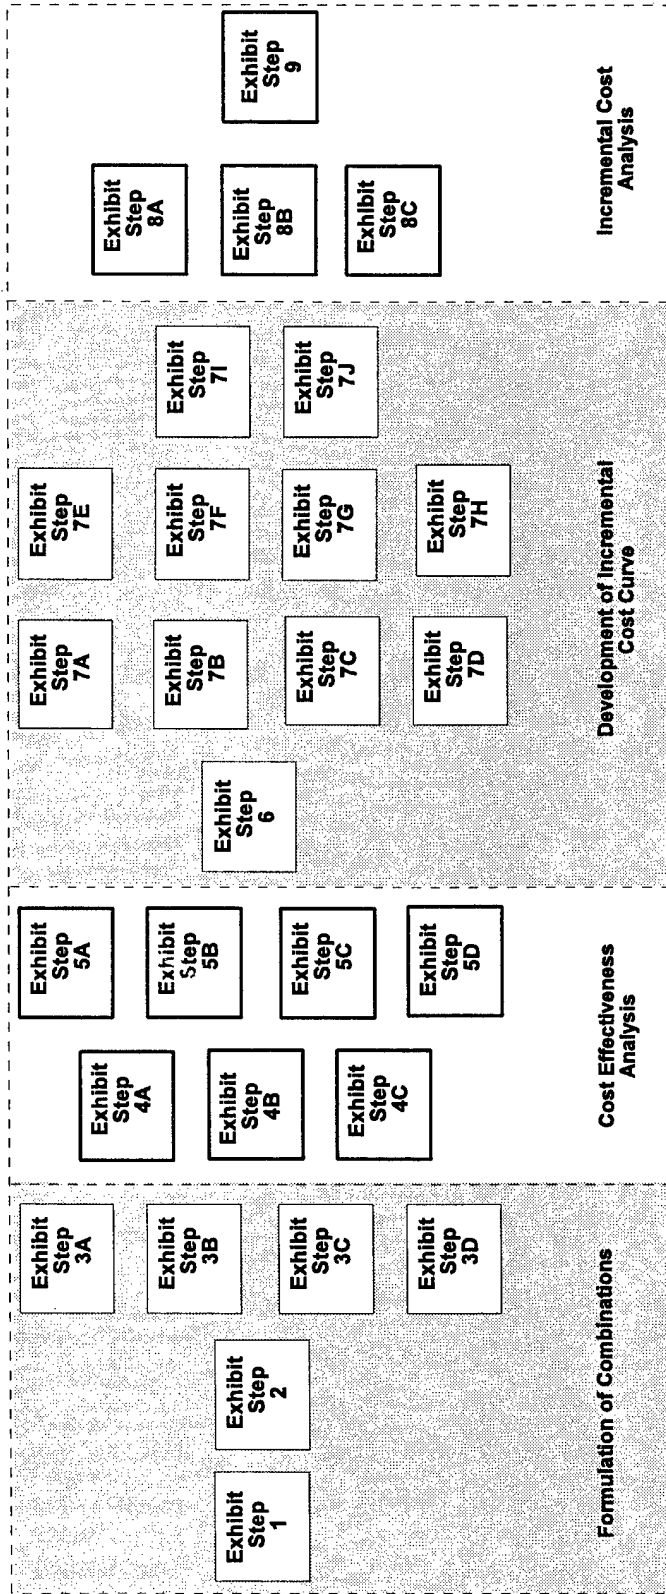 Exhibit
Step
1
Exhibit
Step
2
Exhibit
Step
3A
Exhibit
Step
3B
Exhibit
Step
3C
Exhibit
Step
3D
Formulation of Combinations
Exhibit
Step
4A
Exhibit
Step
4B
Exhibit
Step
4C
Exhibit
Step
5A
Exhibit
Step
5B
Exhibit
Step
5C
Exhibit
Step
5D
Cost Effectiveness
Analysis
Exhibit
Step
6
Exhibit
Step
7A
Exhibit
Step
7B
Exhibit
Step
7C
Exhibit
Step
7D
Exhibit
Step
7E
Exhibit
Step
7F
Exhibit
Step
7G
Exhibit
Step
7H
Exhibit
Step
7I
Exhibit
Step
7J
Development of Incremental
Cost Curve
Exhibit
Step
8A
Exhibit
Step
8B
Exhibit
Step
8C
Exhibit
Step
9
Incremental Cost
Analysis